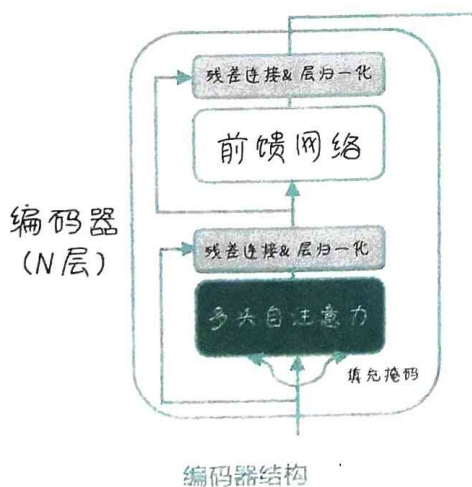 残差连接&层归一化
前馈网络
编码器
(N层)
残差连接&层归一化
多头自注意力
填充掩码
编码器结构